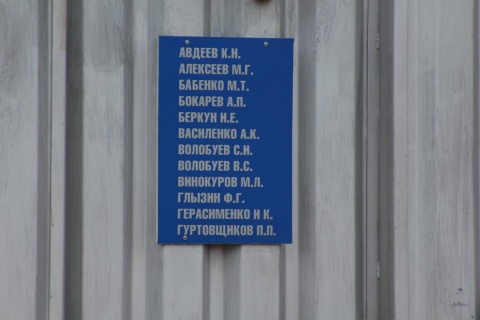 АВДЕЕВ К.Н.
АЛЕКСЕЕВ М.Г.
БАБЕНКО М.Т.
БОКАРЕВ А.П.
БЕРКУН И.Е.
ВАСИЛЕНКО А.К.
ВОЛОБУЕВ С.Н.
ВОЛОБУЕВ В.С.
ВИНОКУРОВ М.Л.
ГЛЫЗИН Ф.Г.
ГЕРАСИМЕНКО И К.
ГУРТОВЩИКОВ П.П.